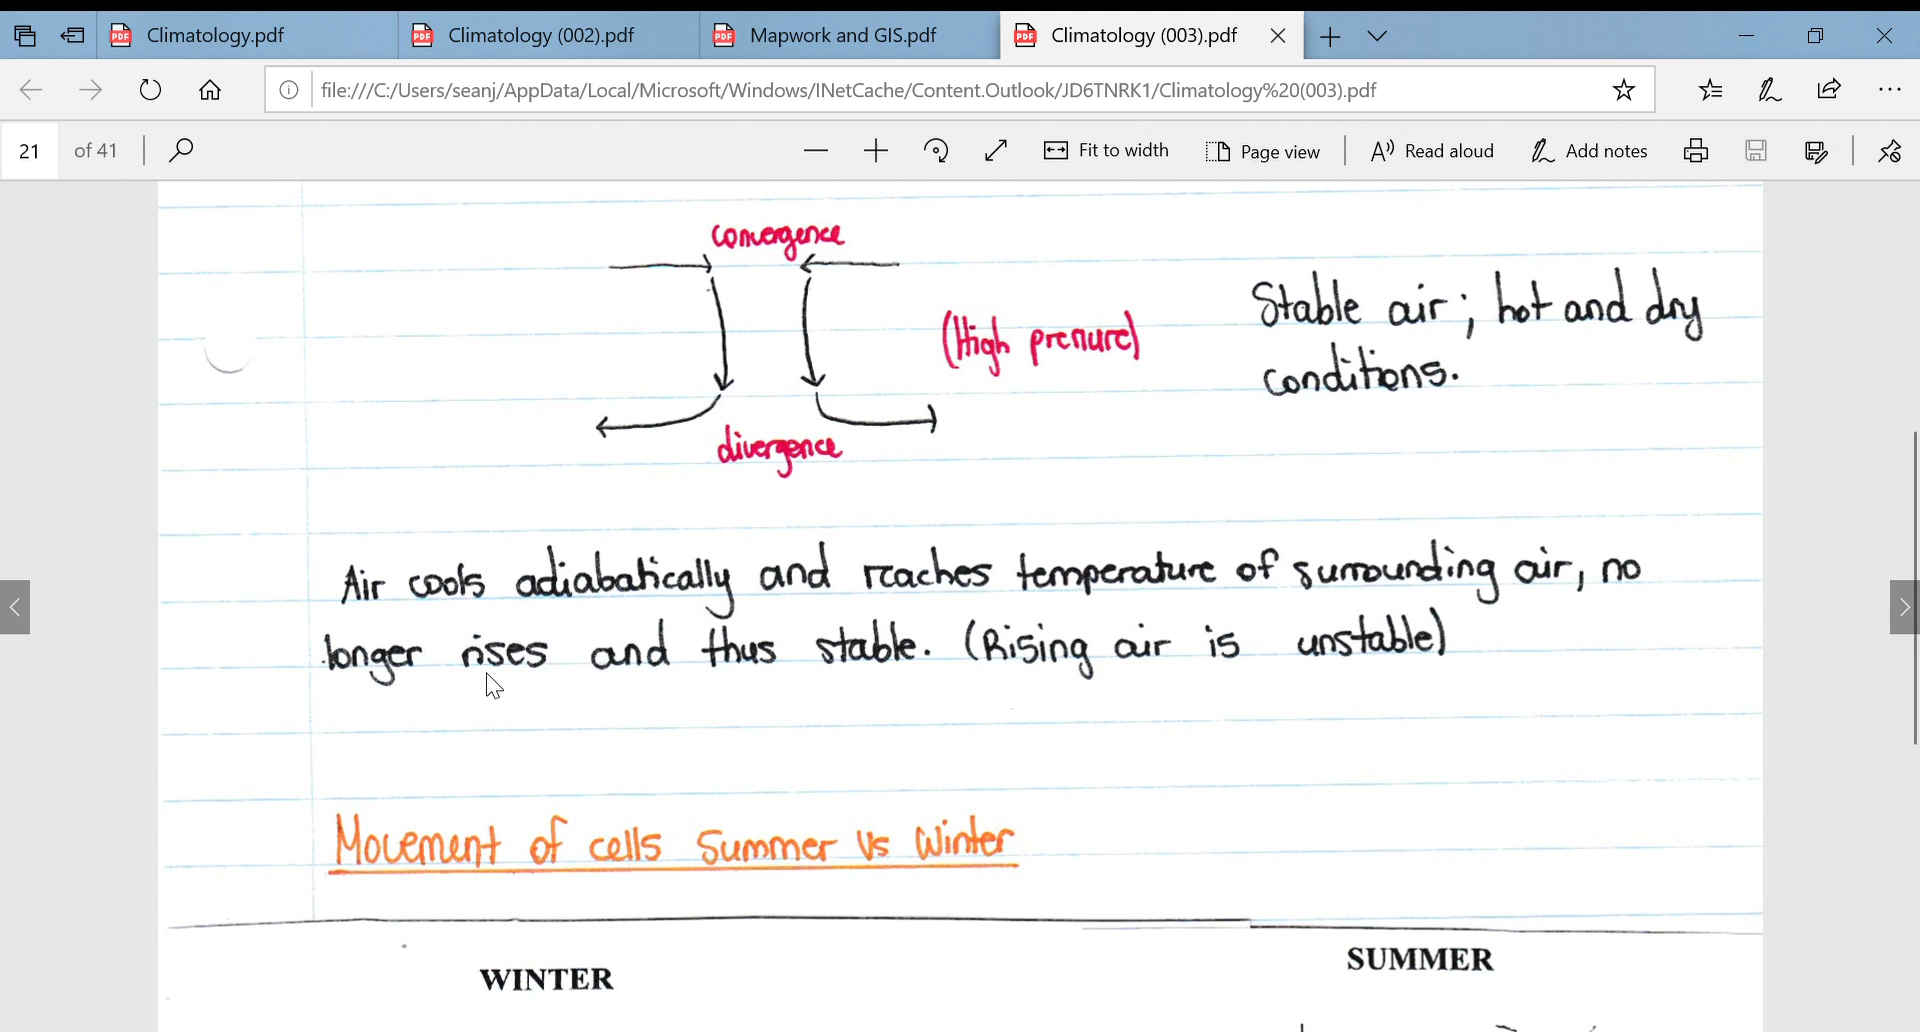 Climatology.pdf
Climatology (002).pdf
Mapwork and GIS.pdf
Climatology (003).pdf
file:///C:/Users/seanj/AppData/Local/Microsoft/Windows/INetCache/Content.Outlook/JD6TNRK1/Climatology%20(003).pdf
21 of 41
Fit to width
Page view
Read aloud
Add notes
convergence
(High pressure)
Stable air; hot and dry
conditions.
divergence
Air cools adiabatically and reaches temperature of surrounding air, no
longer rises and thus stable. (Rising air is unstable)
Movement of cells Summer vs Winter
WINTER
SUMMER